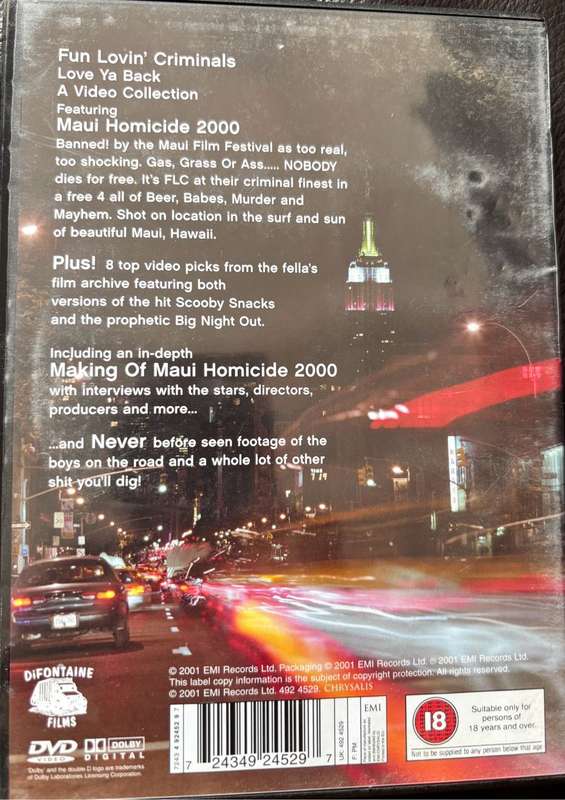 Fun Lovin' Criminals
Love Ya Back
A Video Collection
Featuring
Maui Homicide 2000
Banned! by the Maui Film Festival as too real,
too shocking. Gas, Grass Or Ass..... NOBODY
dies for free. It's FLC at their criminal finest in
a free 4 all of Beer, Babes, Murder and
Mayhem. Shot on location in the surf and sun
of beautiful Maui, Hawaii.
Plus! 8 top video picks from the fella's
film archive featuring both
versions of the hit Scooby Snacks
and the prophetic Big Night Out.
Including an in-depth
Making Of Maui Homicide 2000
with interviews with the stars, directors,
producers and more...
...and Never before seen footage of the
boys on the road and a whole lot of other
shit you'll dig!
DIFONTAINE
FILMS
© 2001 EMI Records Ltd. Packaging © 2001 EMI Records Ltd. ℗ 2001 EMI Records Ltd.
This label copy information is the subject of copyright protection. All rights reserved.
© 2001 EMI Records Ltd. 492 4529. CHRYSALIS
DVD
VIDEO
DOLBY
DIGITAL
"Dolby" and the double D logo are trademarks
of Dolby Laboratories Licensing Corporation.
7243 4 92452 9 7
7 24349 24529 7
UK: 492 4529
F: PM
EMI
18
Suitable only for
persons of
18 years and over.
Not to be supplied to any person below that age